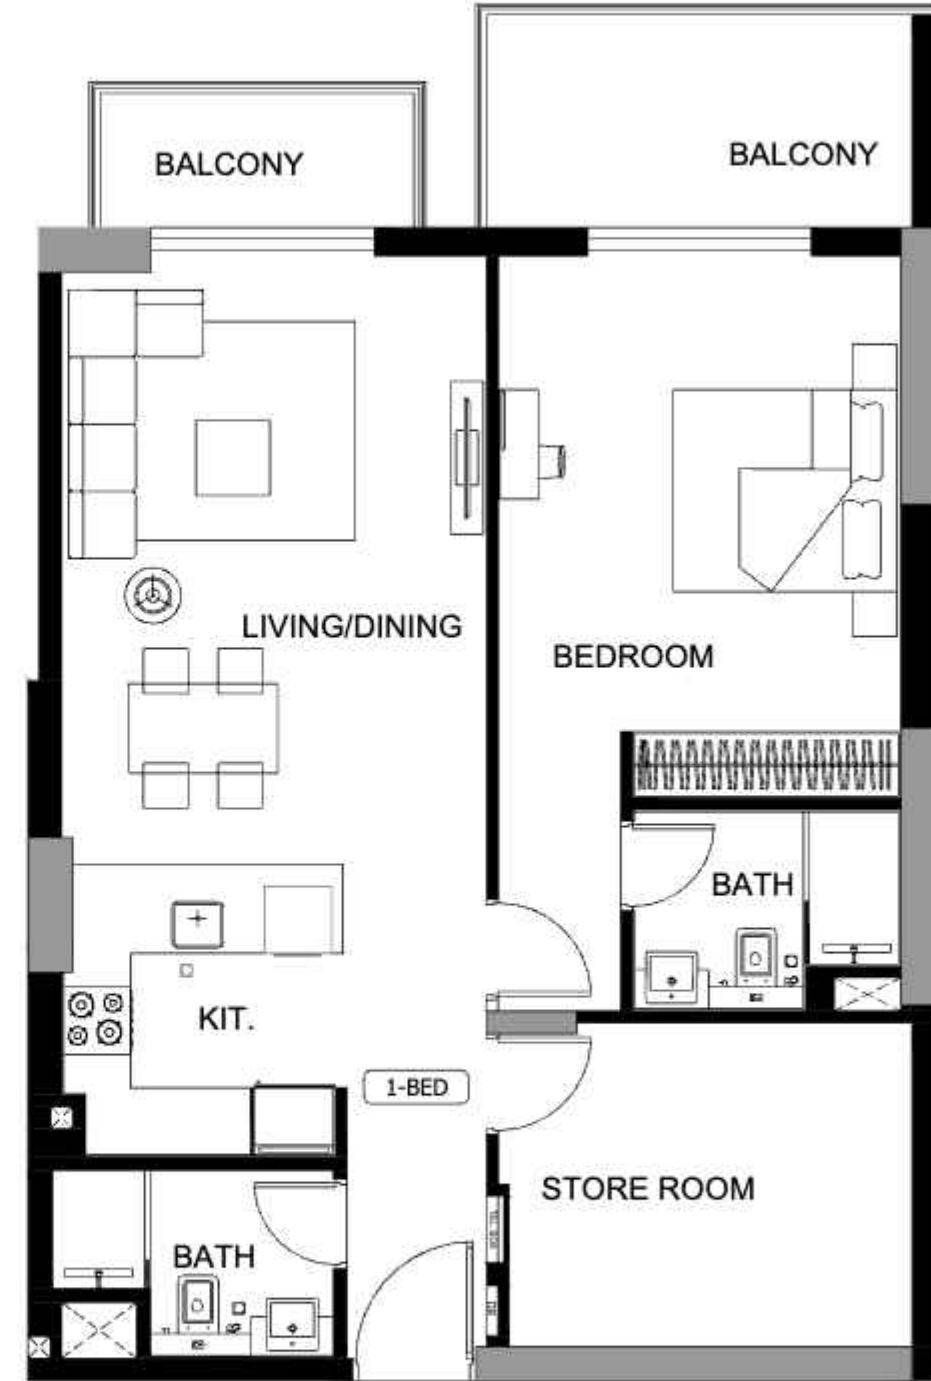 BALCONY
BALCONY
LIVING/DINING
BEDROOM
BATH
KIT.
1-BED
STORE ROOM
BATH